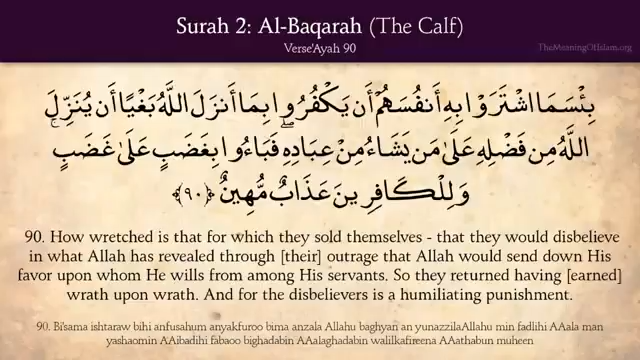 Surah 2: Al-Baqarah (The Calf)
Verse'Ayah 90
TheMeaningOfIslam.org
بِئْسَمَا اشْتَرَوْا بِهِ أَنفُسَهُمْ أَن يَكْفُرُوا بِمَا أَنزَلَ اللَّهُ بَغْيًا أَن يُنَزِّلَ
اللَّهُ مِن فَضْلِهِ عَلَىٰ مَن يَشَاءُ مِنْ عِبَادِهِ ۖ فَبَاءُوا بِغَضَبٍ عَلَىٰ غَضَبٍ ۚ
وَلِلْكَافِرِينَ عَذَابٌ مُّهِينٌ ﴿٩٠﴾
90. How wretched is that for which they sold themselves - that they would disbelieve
in what Allah has revealed through [their] outrage that Allah would send down His
favor upon whom He wills from among His servants. So they returned having [earned]
wrath upon wrath. And for the disbelievers is a humiliating punishment.
90. Bi'sama ishtaraw bihi anfusahum anyakfuroo bima anzala Allahu baghyan an yunazzilaAllahu min fadlihi AAala man
yashaomin AAibadihi fabaoo bighadabin AAalaghadabin walilkafireena AAathabun muheen